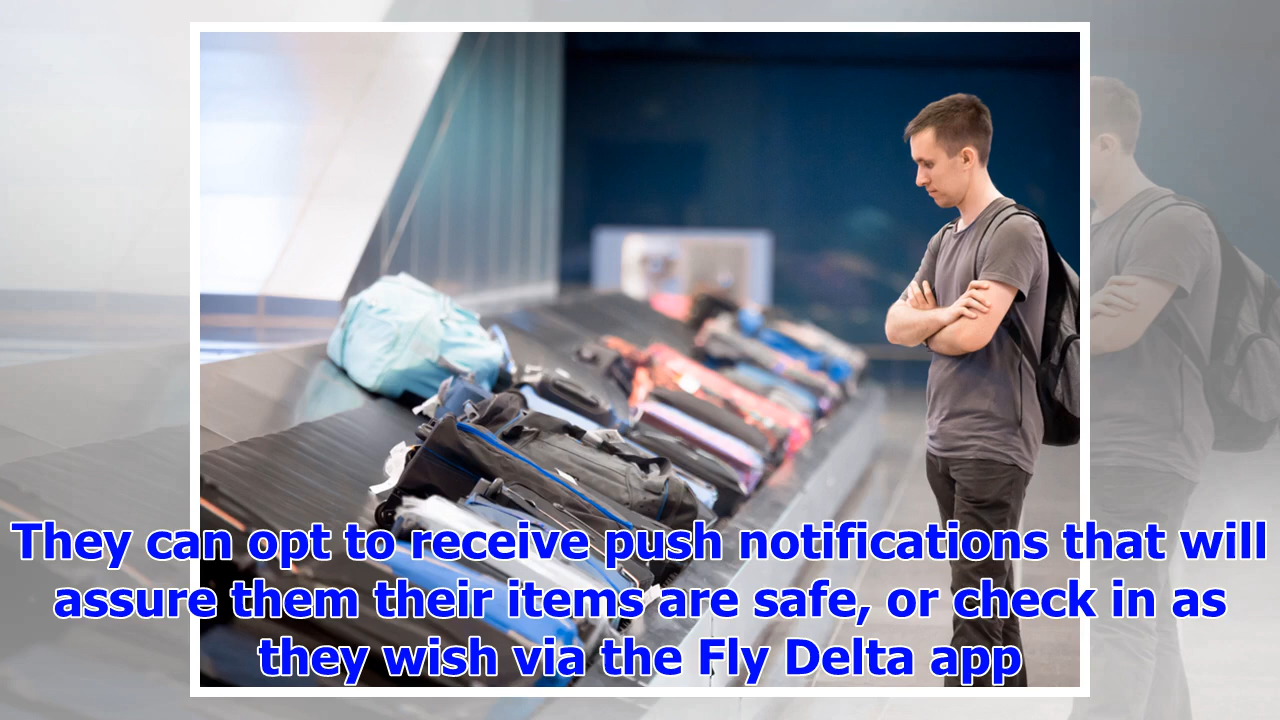 They can opt to receive push notifications that will
assure them their items are safe, or check in as
they wish via the Fly Delta app